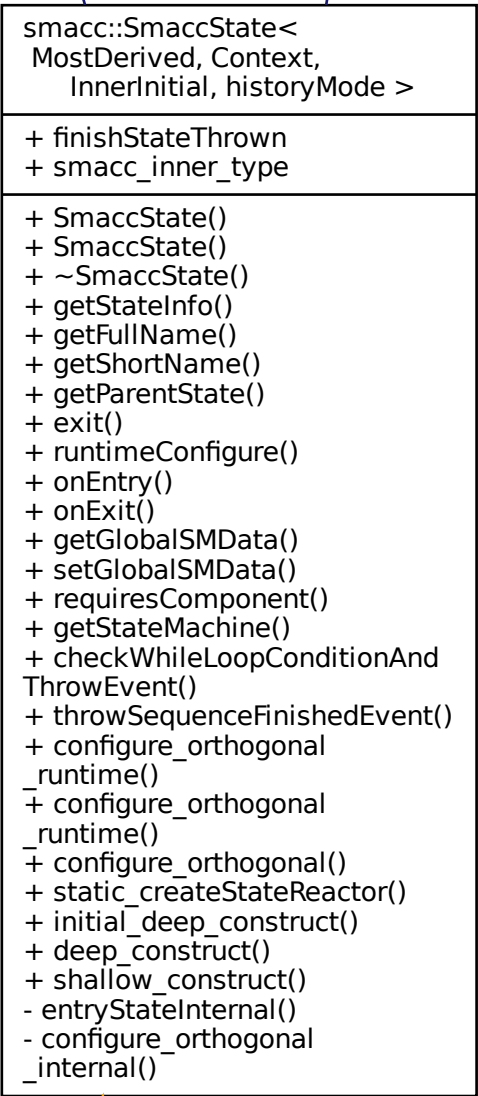 smacc::SmaccState<
MostDerived, Context,
InnerInitial, historyMode >
+ finishStateThrown
+ smacc_inner_type
+ SmaccState()
+ SmaccState()
+ ~SmaccState()
+ getStateInfo()
+ getFullName()
+ getShortName()
+ getParentState()
+ exit()
+ runtimeConfigure()
+ onEntry()
+ onExit()
+ getGlobalSMData()
+ setGlobalSMData()
+ requiresComponent()
+ getStateMachine()
+ checkWhileLoopConditionAnd
ThrowEvent()
+ throwSequenceFinishedEvent()
+ configure_orthogonal
_runtime()
+ configure_orthogonal
_runtime()
+ configure_orthogonal()
+ static_createStateReactor()
+ initial_deep_construct()
+ deep_construct()
+ shallow_construct()
- entryStateInternal()
- configure_orthogonal
_internal()